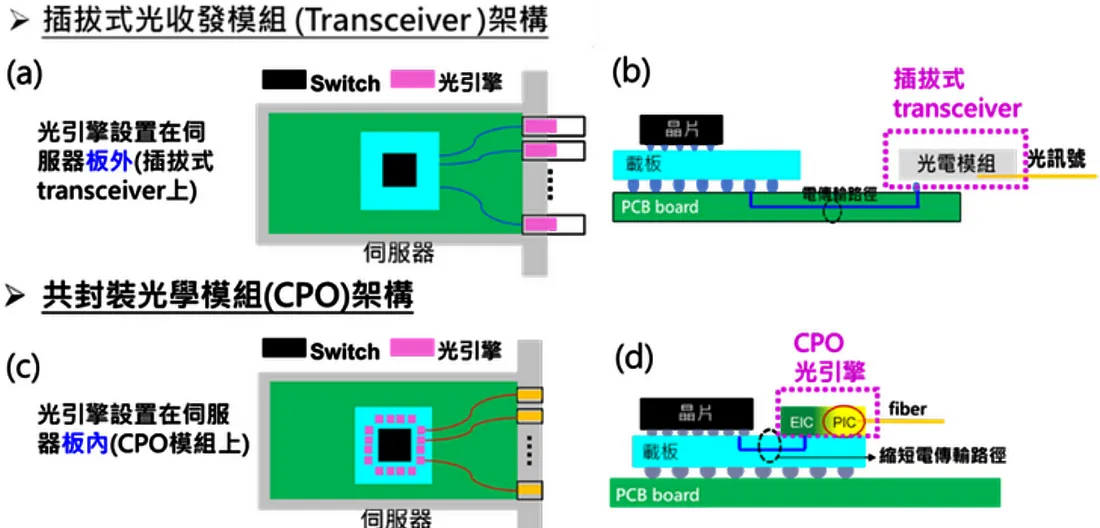 ➢ 插拔式光收發模組 (Transceiver )架構
(a)
Switch 光引擎
光引擎設置在伺
服器板外(插拔式
transceiver上)
伺服器
(b)
插拔式
transceiver
晶片
載板
光電模組
光訊號
電傳輸路徑
PCB board
➢ 共封裝光學模組(CPO)架構
(c)
Switch 光引擎
光引擎設置在伺服
器板內(CPO模組上)
伺服器
(d)
CPO
光引擎
晶片
EIC
PIC
fiber
載板
縮短電傳輸路徑
PCB board